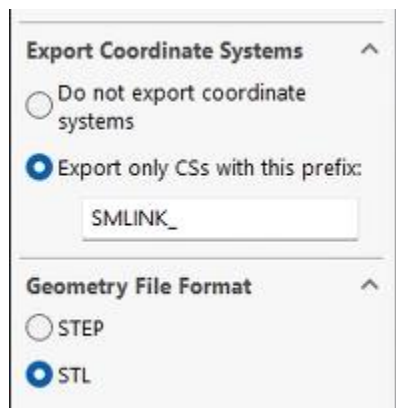 Export Coordinate Systems
Do not export coordinate
systems
Export only CSs with this prefix:
SMLINK_
Geometry File Format
STEP
STL